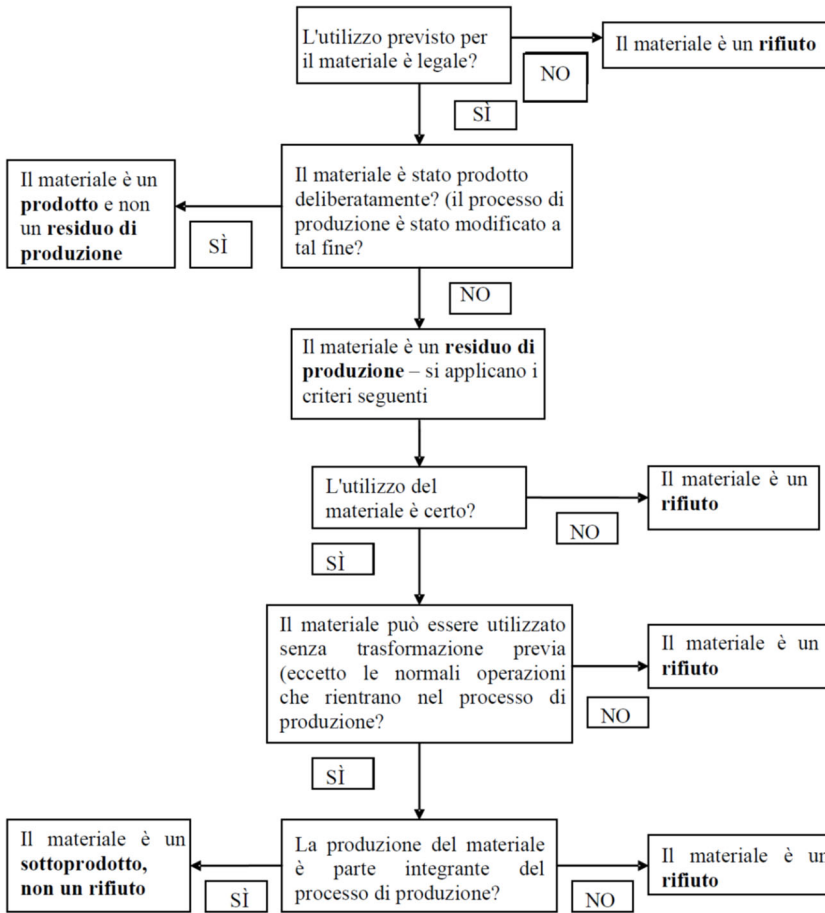 L'utilizzo previsto per
il materiale è legale?
Il materiale è un rifiuto
NO
SÌ
Il materiale è stato prodotto
deliberatamente? (il processo di
produzione è stato modificato a
tal fine?
Il materiale è un
prodotto e non
un residuo di
produzione
SÌ
NO
Il materiale è un residuo di
produzione – si applicano i
criteri seguenti
L'utilizzo del
materiale è certo?
Il materiale è un
rifiuto
NO
SÌ
Il materiale può essere utilizzato
senza trasformazione previa
(eccetto le normali operazioni
che rientrano nel processo di
produzione?
Il materiale è un
rifiuto
NO
SÌ
Il materiale è un
sottoprodotto,
non un rifiuto
SÌ
La produzione del materiale
è parte integrante del
processo di produzione?
NO
Il materiale è un
rifiuto